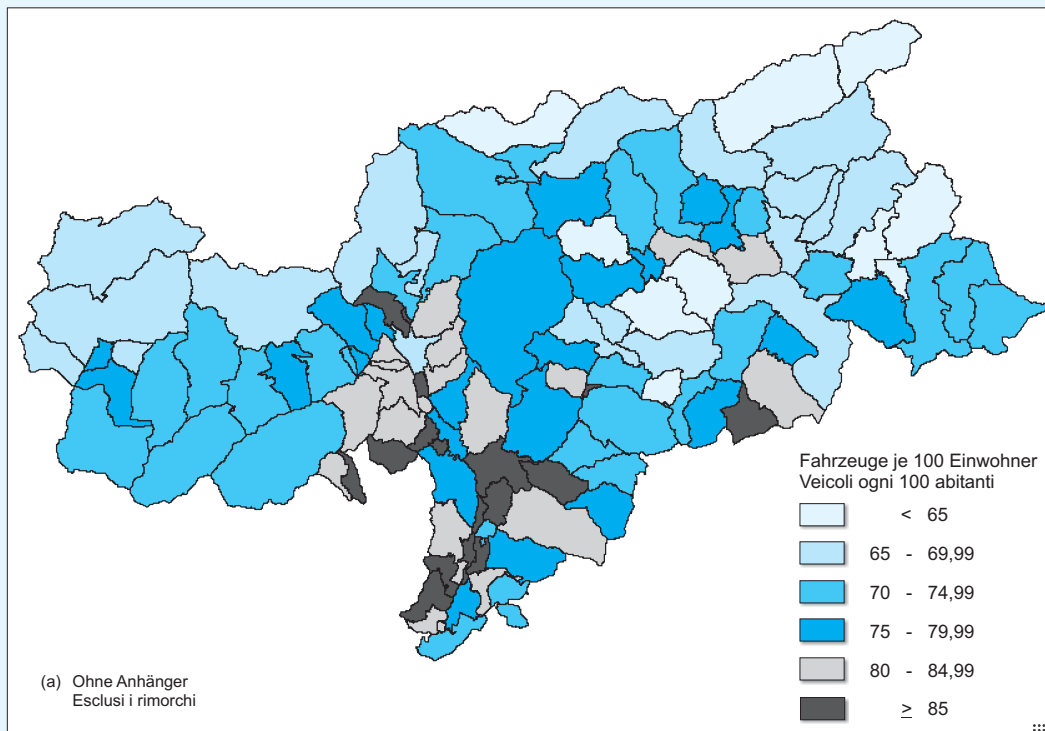 Fahrzeuge je 100 Einwohner
Veicoli ogni 100 abitanti
< 65
65 - 69,99
70 - 74,99
75 - 79,99
80 - 84,99
≥ 85
(a) Ohne Anhänger
Esclusi i rimorchi